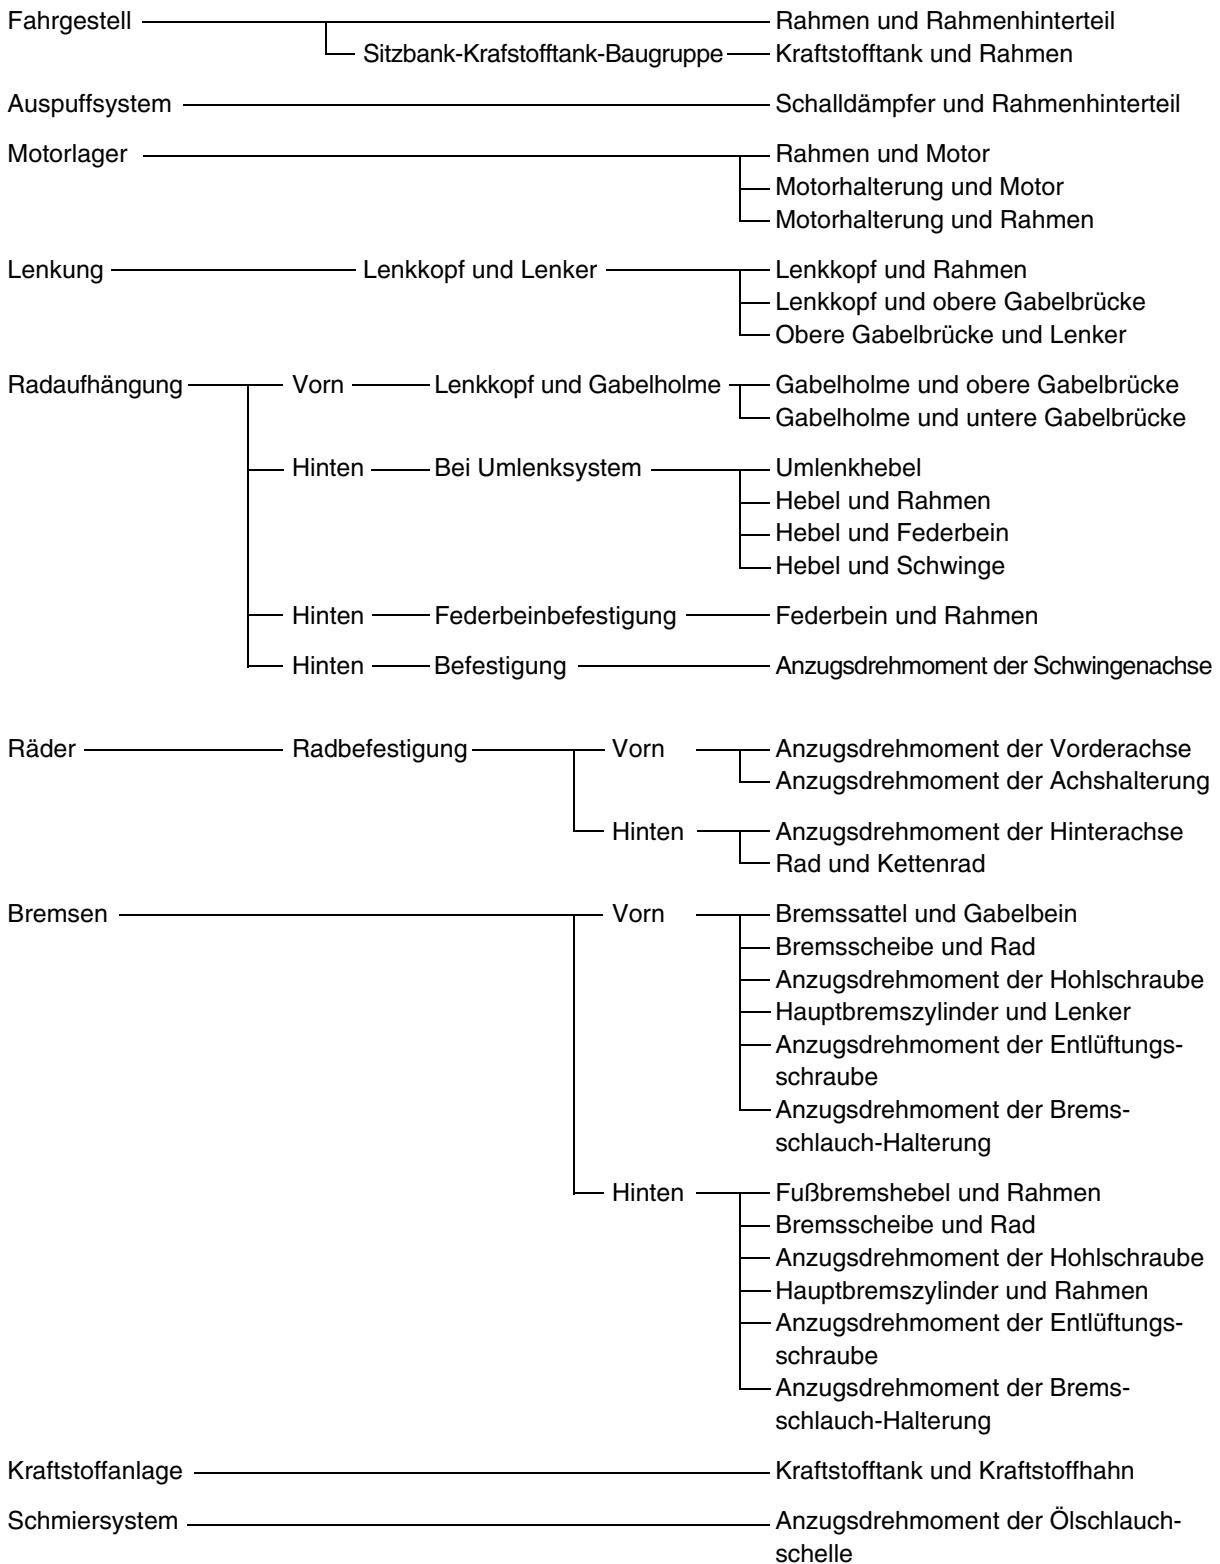 Fahrgestell Rahmen und Rahmenhinterteil
Sitzbank-Krafstofftank-Baugruppe Kraftstofftank und Rahmen
Auspuffsystem Schalldämpfer und Rahmenhinterteil
Motorlager Rahmen und Motor
Motorhalterung und Motor
Motorhalterung und Rahmen
Lenkung Lenkkopf und Lenker Lenkkopf und Rahmen
Lenkkopf und obere Gabelbrücke
Obere Gabelbrücke und Lenker
Radaufhängung Vorn Lenkkopf und Gabelholme Gabelholme und obere Gabelbrücke
Gabelholme und untere Gabelbrücke
Hinten Bei Umlenksystem Umlenkhebel
Hebel und Rahmen
Hebel und Federbein
Hebel und Schwinge
Hinten Federbeinbefestigung Federbein und Rahmen
Hinten Befestigung Anzugsdrehmoment der Schwingenachse
Räder Radbefestigung Vorn Anzugsdrehmoment der Vorderachse
Anzugsdrehmoment der Achshalterung
Hinten Anzugsdrehmoment der Hinterachse
Rad und Kettenrad
Bremsen Vorn Bremssattel und Gabelbein
Bremsscheibe und Rad
Anzugsdrehmoment der Hohlschraube
Hauptbremszylinder und Lenker
Anzugsdrehmoment der Entlüftungs-
schraube
Anzugsdrehmoment der Brems-
schlauch-Halterung
Hinten Fußbremshebel und Rahmen
Bremsscheibe und Rad
Anzugsdrehmoment der Hohlschraube
Hauptbremszylinder und Rahmen
Anzugsdrehmoment der Entlüftungs-
schraube
Anzugsdrehmoment der Brems-
schlauch-Halterung
Kraftstoffanlage Kraftstofftank und Kraftstoffhahn
Schmiersystem Anzugsdrehmoment der Ölschlauch-
schelle